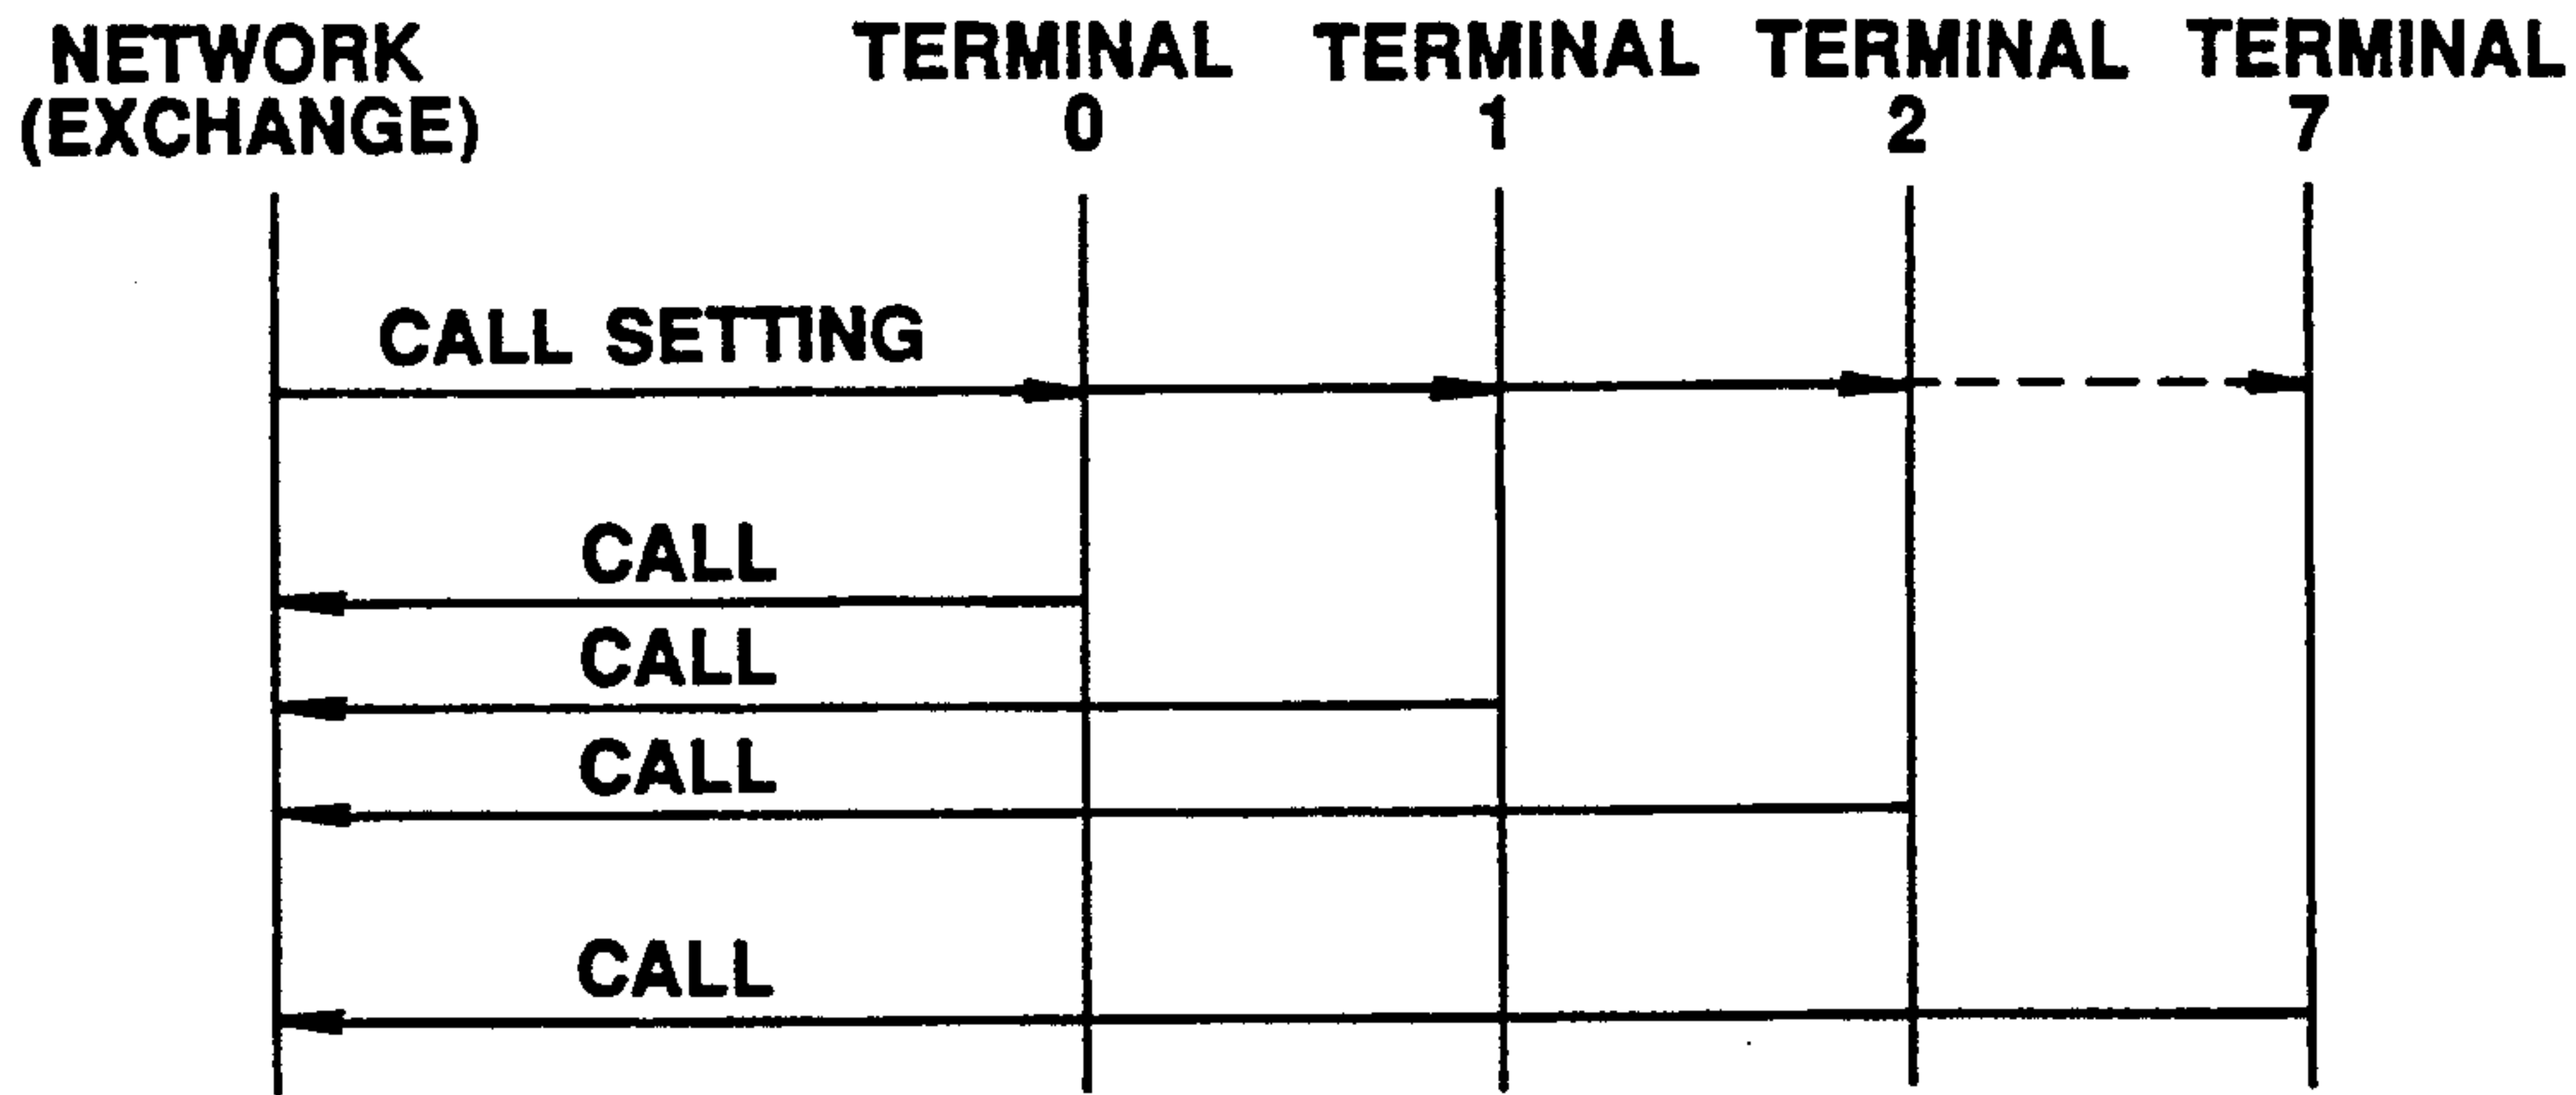 NETWORK
(EXCHANGE)
TERMINAL
0
TERMINAL
1
TERMINAL
2
TERMINAL
7
CALL SETTING
CALL
CALL
CALL
CALL